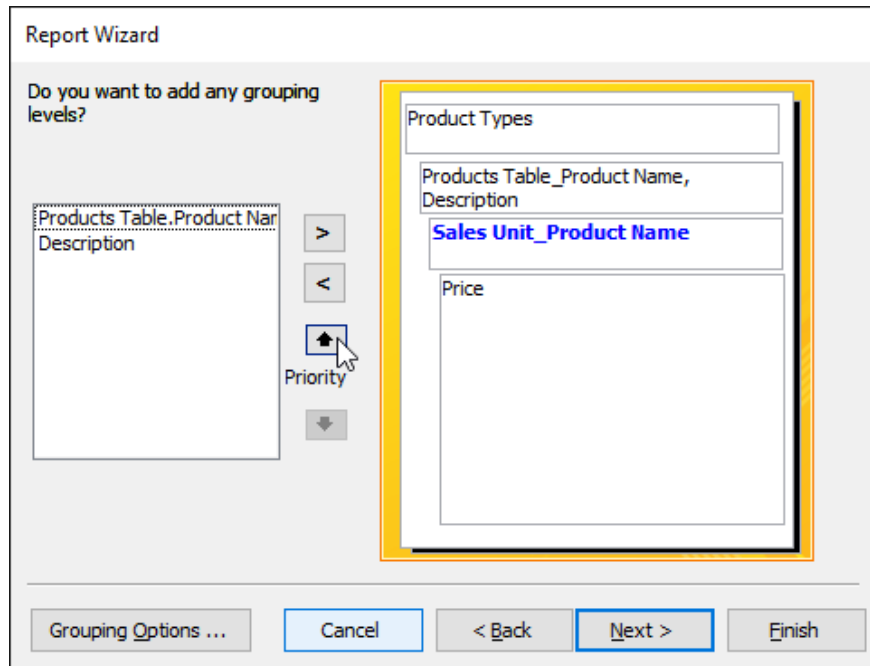 Report Wizard
Do you want to add any grouping
levels?
Products Table.Product Nar
Description
>
<
Priority
Product Types
Products Table_Product Name,
Description
Sales Unit_Product Name
Price
Grouping Options ...
Cancel
< Back
Next >
Finish